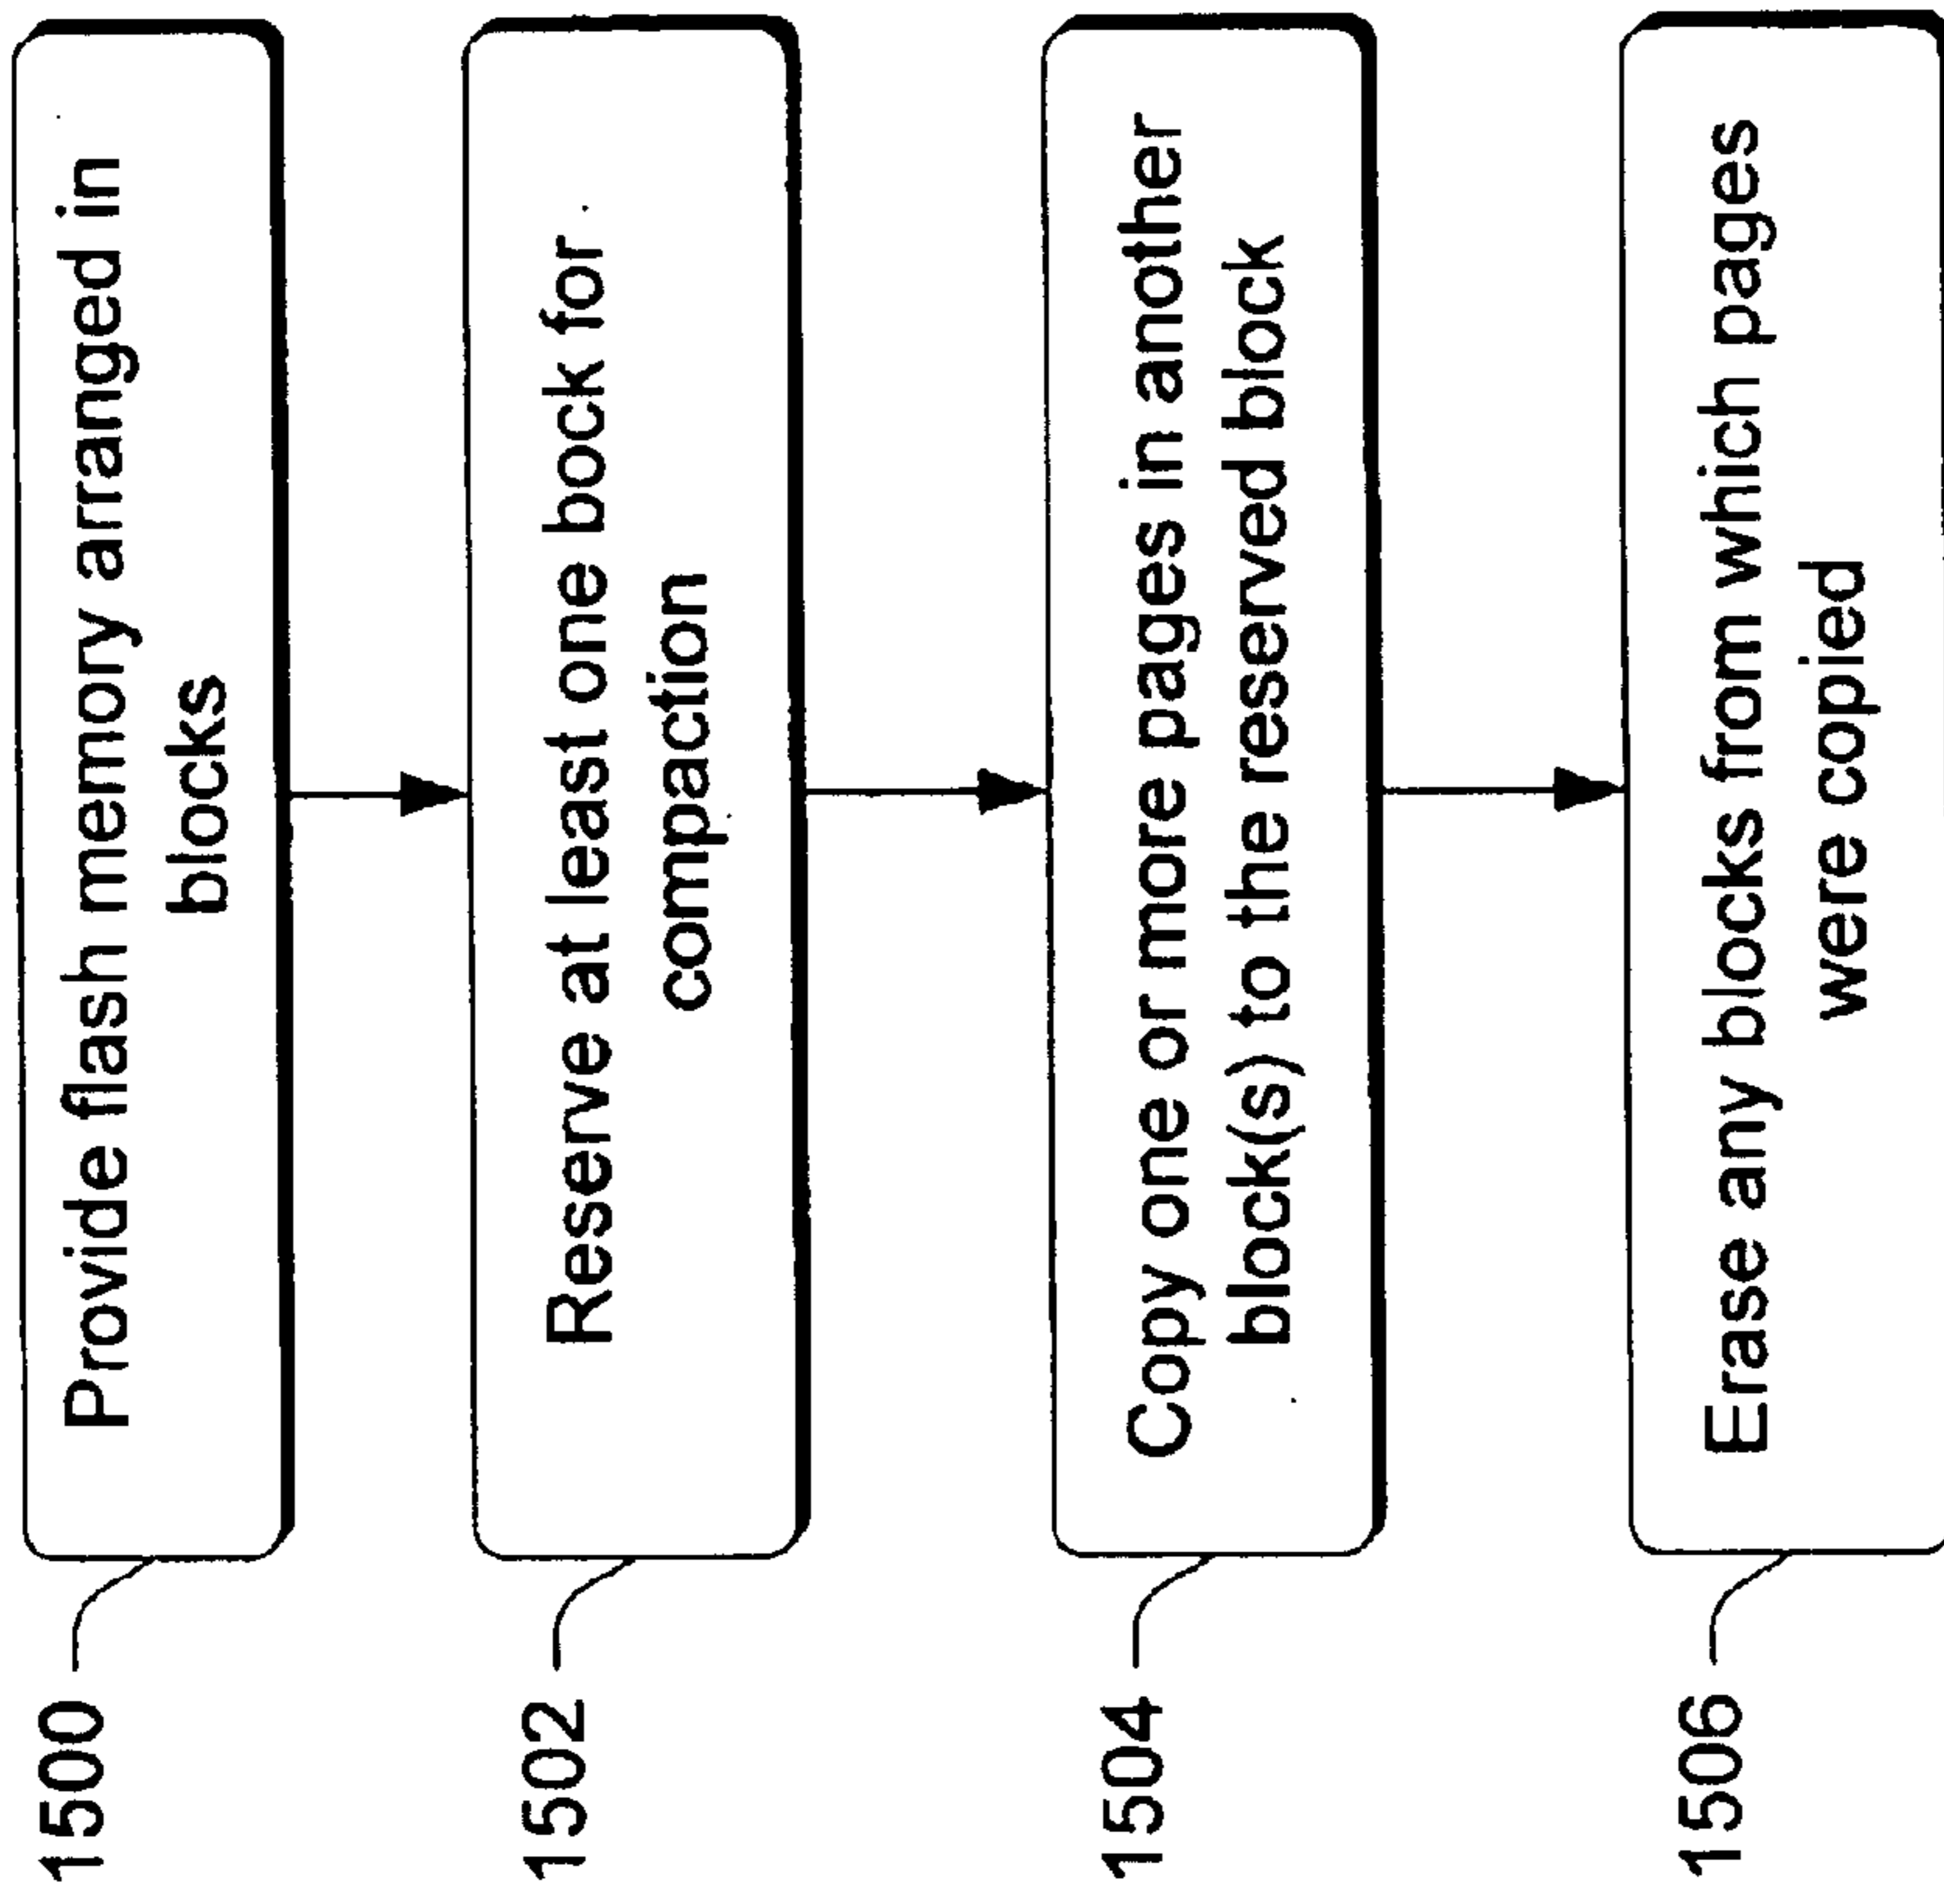 1500
Provide flash memory arranged in
blocks
1502
Reserve at least one bock for
compaction
1504
Copy one or more pages in another
block(s) to the reserved block
1506
Erase any blocks from which pages
were copied